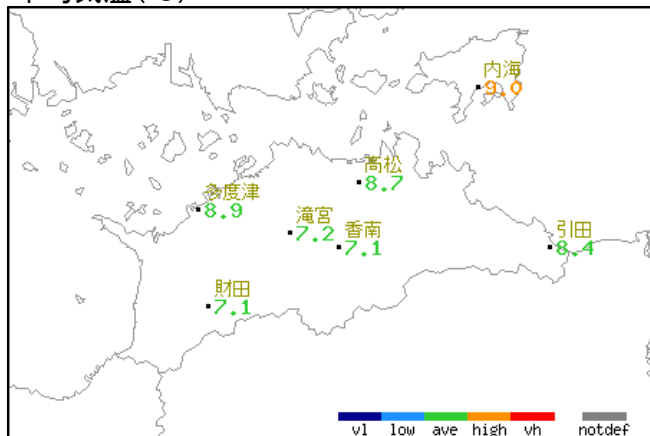 内海
9.0
高松
8.7
多度津
8.9
滝宮
7.2
香南
7.1
引田
8.4
財田
7.1
vl low ave high vh notdef